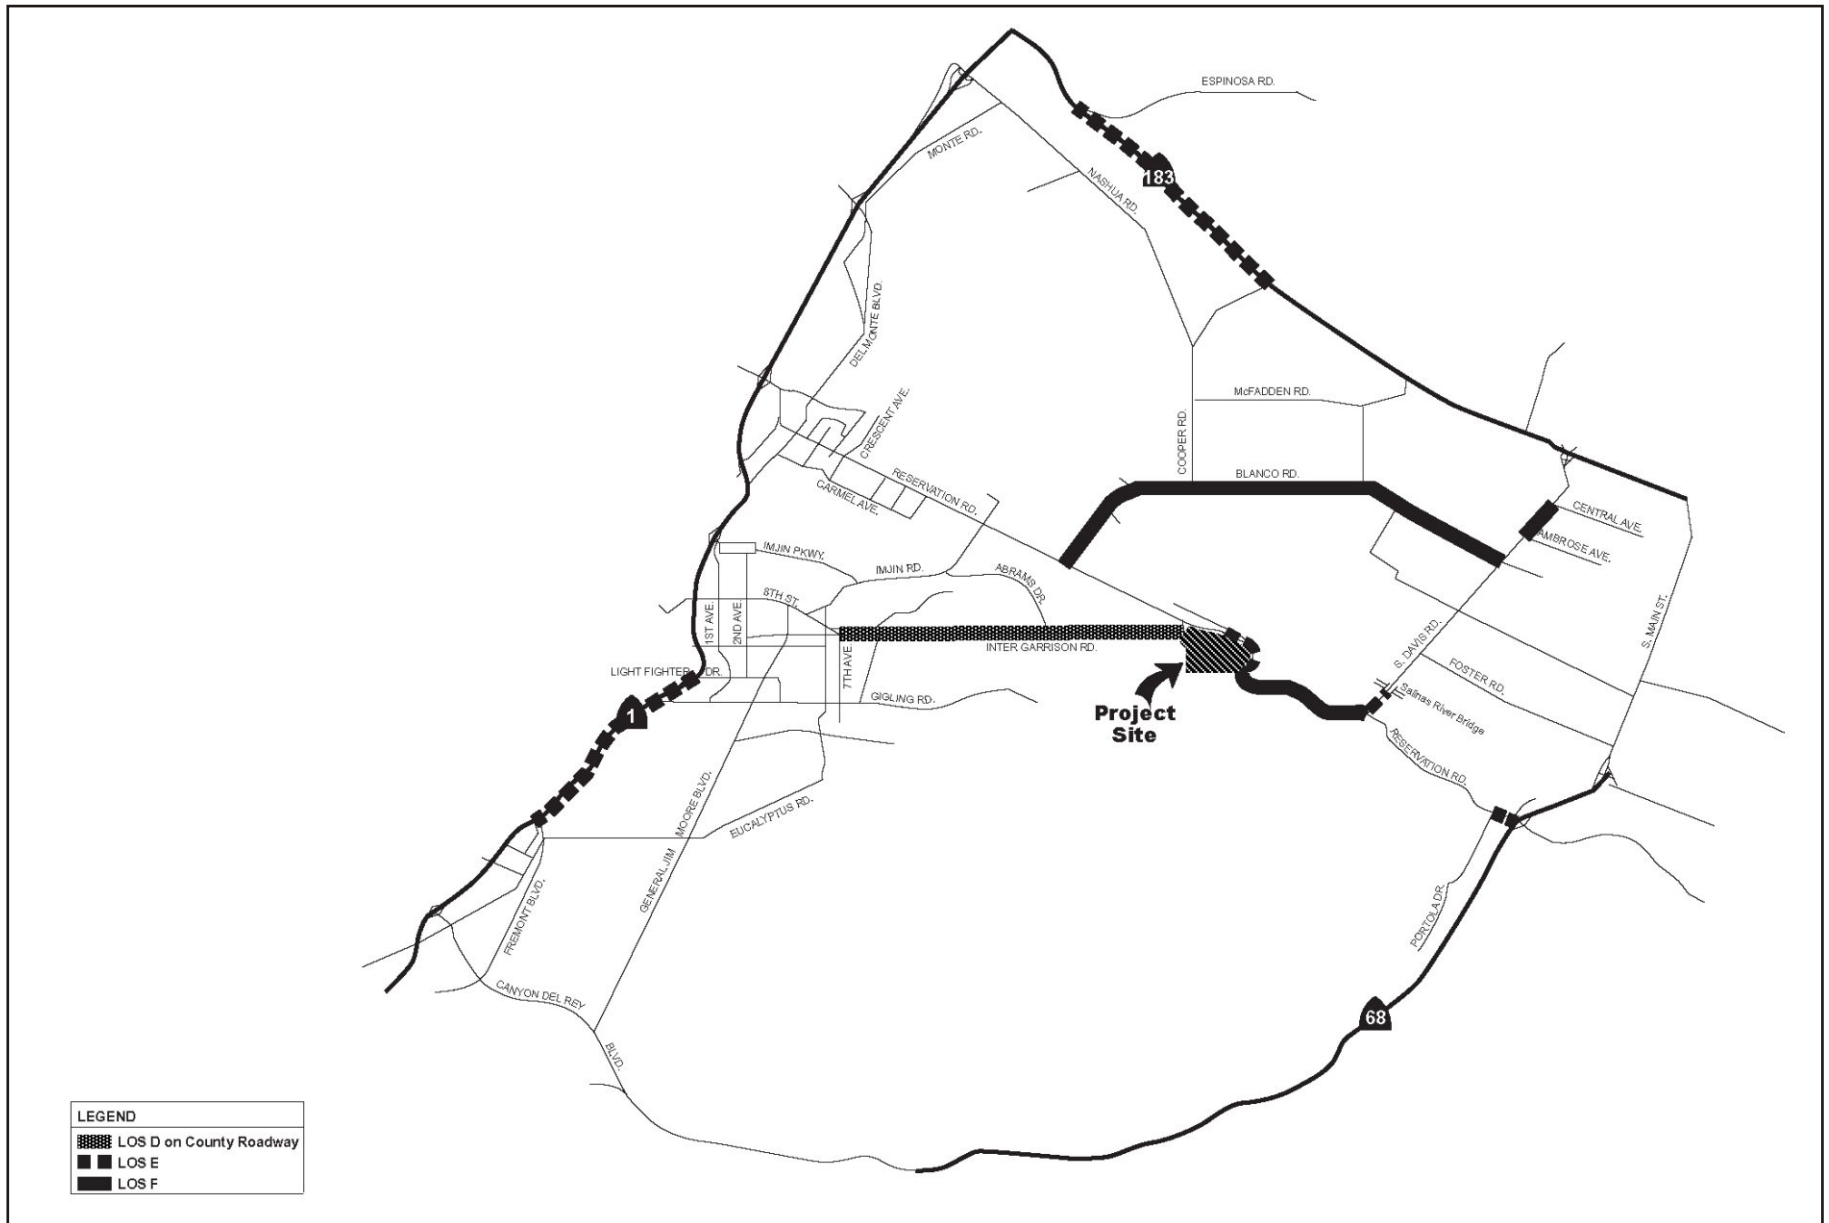 ESPINOSA RD.
MONTE RD.
183
NASHUA RD.
DEL MONTE BLVD.
McFADDEN RD.
CRESCENT AVE.
COOPER RD.
BLANCO RD.
RESERVATION RD.
CARMEL AVE.
CENTRAL AVE.
AMBROSE AVE.
IMJIN PKWY.
IMJIN RD.
ABRAMS DR.
8TH ST.
1ST AVE.
2ND AVE.
S. MAIN ST.
S. DAVIS RD.
INTER GARRISON RD.
7TH AVE.
LIGHT FIGHTER DR.
GIGLING RD.
FOSTER RD.
Salinas River Bridge
1
Project
Site
RESERVATION RD.
GENERAL JIM MOORE BLVD.
EUCALYPTUS RD.
FREMONT BLVD.
PORTOLA DR.
CANYON DEL REY
BLVD.
68
LEGEND
LOS D on County Roadway
LOS E
LOS F